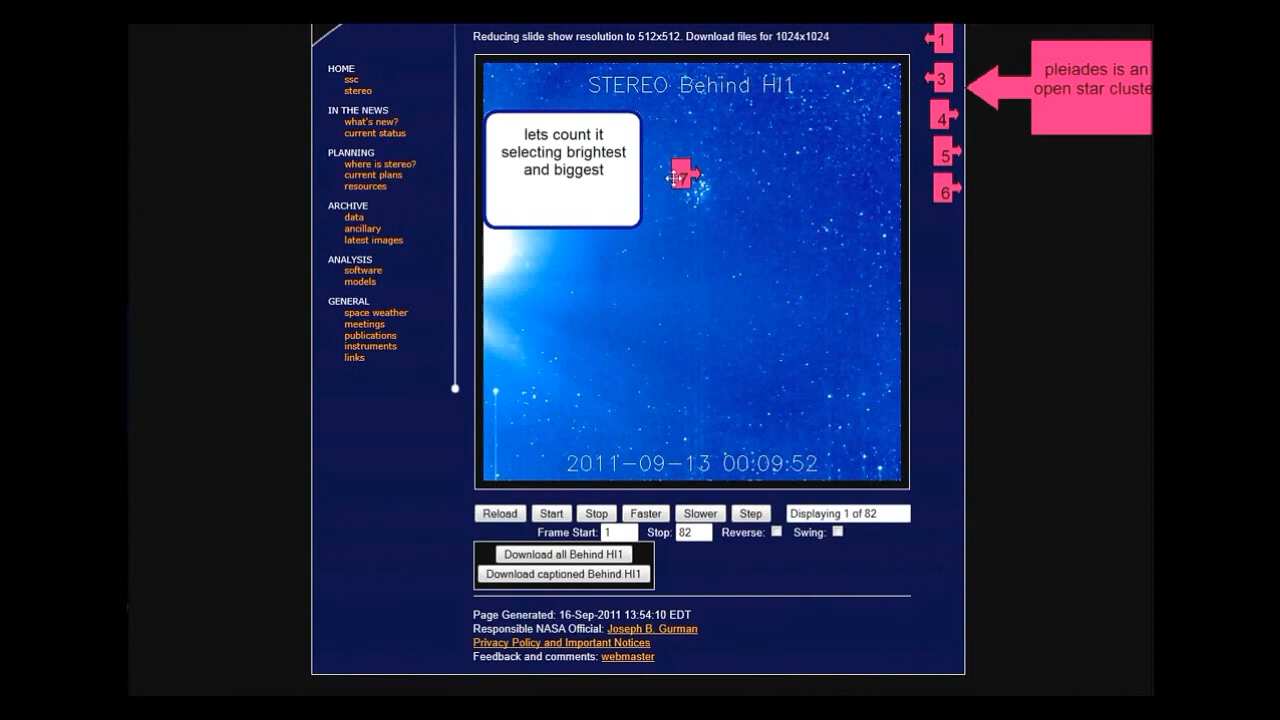 Reducing slide show resolution to 512x512. Download files for 1024x1024
HOME
ssc
stereo
IN THE NEWS
what's new?
current status
PLANNING
where is stereo?
current plans
resources
ARCHIVE
data
ancillary
latest images
ANALYSIS
software
models
GENERAL
space weather
meetings
publications
instruments
links
STEREO Behind HI1
lets count it
selecting brightest
and biggest
7
2011-09-13 00:09:52
1
3
4
5
6
pleiades is an
open star cluste
Reload
Start
Stop
Faster
Slower
Step
Displaying 1 of 82
Frame Start: 1 Stop: 82 Reverse: Swing:
Download all Behind HI1
Download captioned Behind HI1
Page Generated: 16-Sep-2011 13:54:10 EDT
Responsible NASA Official: Joseph B. Gurman
Privacy Policy and Important Notices
Feedback and comments: webmaster